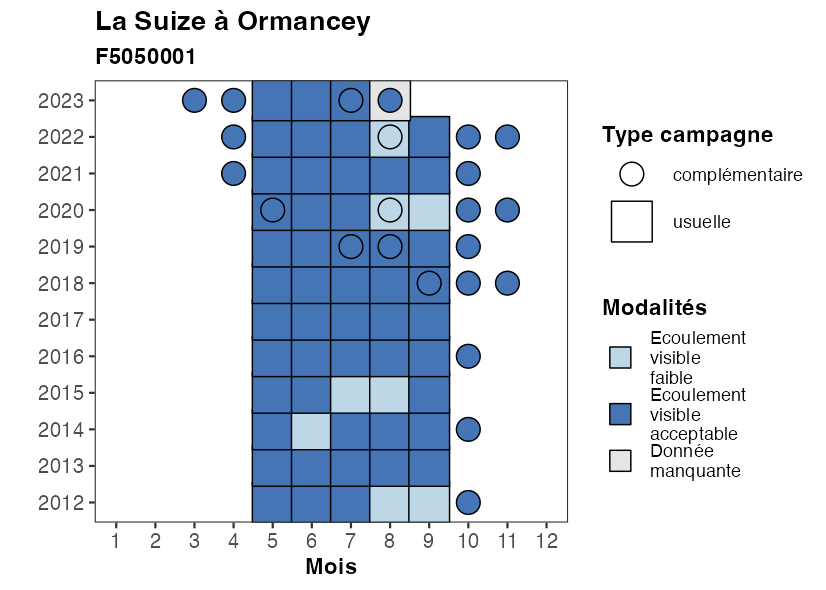 La Suize à Ormancey
F5050001
2023
2022
2021
2020
2019
2018
2017
2016
2015
2014
2013
2012
1 2 3 4 5 6 7 8 9 10 11 12
Mois
Type campagne
complémentaire
usuelle
Modalités
Ecoulement
visible
faible
Ecoulement
visible
acceptable
Donnée
manquante